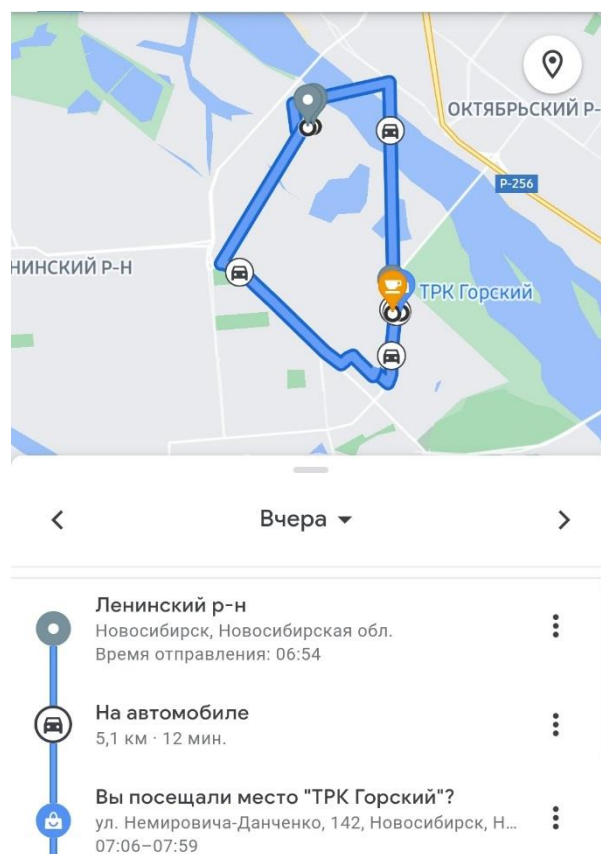 ОКТЯБРЬСКИЙ Р-
Р-256
НИНСКИЙ Р-Н
ТРК Горский
Вчера
Ленинский р-н
Новосибирск, Новосибирская обл.
Время отправления: 06:54
На автомобиле
5,1 км · 12 мин.
Вы посещали место "ТРК Горский"?
ул. Немировича-Данченко, 142, Новосибирск, Н...
07:06–07:59